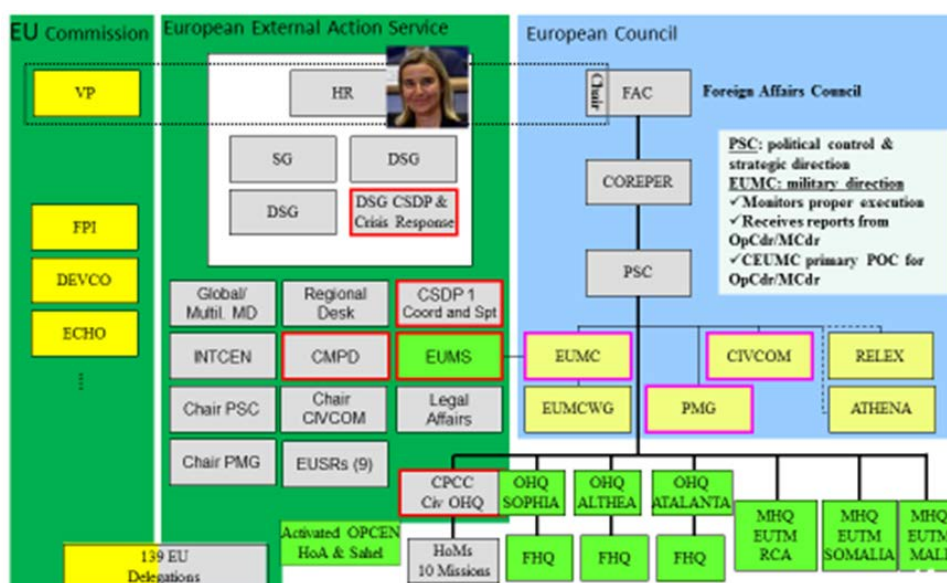 EU Commission
European External Action Service
European Council
VP
HR
Chair
FAC
Foreign Affairs Council
SG
DSG
DSG
DSG CSDP &
Crisis Response
COREPER
PSC
PSC: political control &
strategic direction
EUMC: military direction
✓Monitors proper execution
✓Receives reports from
OpCdr/MCdr
✓CEUMC primary POC for
OpCdr/MCdr
FPI
DEVCO
ECHO
Global/
Multil. MD
Regional
Desk
CSDP 1
Coord and Spt
INTCEN
CMPD
EUMS
EUMC
CIVCOM
RELEX
Chair PSC
Chair
CIVCOM
Legal
Affairs
EUMCWG
PMG
ATHENA
Chair PMG
EUSRs (9)
CPCC
Civ OHQ
OHQ
SOPHIA
OHQ
ALTHEA
OHQ
ATALANTA
MHQ
EUTM
RCA
MHQ
EUTM
SOMALIA
MHQ
EUTM
MALI
Activated OPCEN
HoA & Sahel
HoMs
10 Missions
FHQ
FHQ
FHQ
139 EU
Delegations